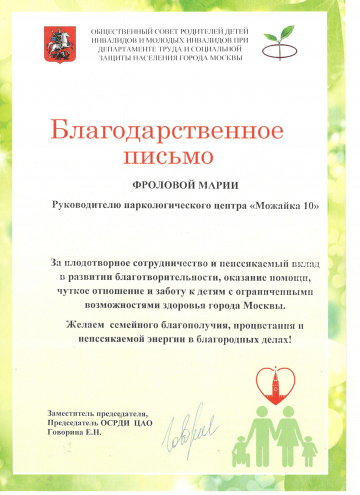 ОБЩЕСТВЕННЫЙ СОВЕТ РОДИТЕЛЕЙ ДЕТЕЙ
ИНВАЛИДОВ И МОЛОДЫХ ИНВАЛИДОВ ПРИ
ДЕПАРТАМЕНТЕ ТРУДА И СОЦИАЛЬНОЙ
ЗАЩИТЫ НАСЕЛЕНИЯ ГОРОДА МОСКВЫ
Благодарственное
письмо
ФРОЛОВОЙ МАРИИ
Руководителю наркологического центра «Можайка 10»
За плодотворное сотрудничество и неиссякаемый вклад
в развитии благотворительности, оказание помощи,
чуткое отношение и заботу к детям с ограниченными
возможностями здоровья города Москвы.
Желаем семейного благополучия, процветания и
неиссякаемой энергии в благородных делах!
Заместитель председателя,
Председатель ОСРДИ ЦАО
Говорина Е.Н.